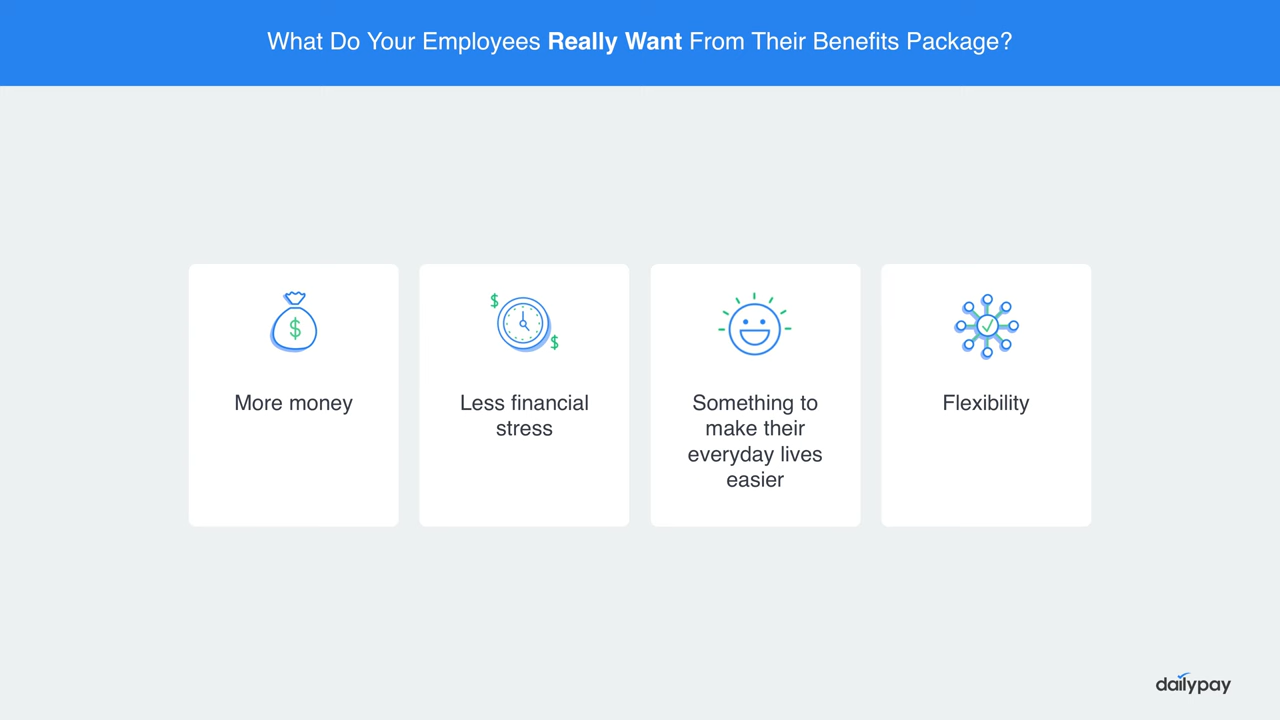 What Do Your Employees Really Want From Their Benefits Package?
$
More money
$
$
Less financial
stress
Something to
make their
everyday lives
easier
Flexibility
dailypay